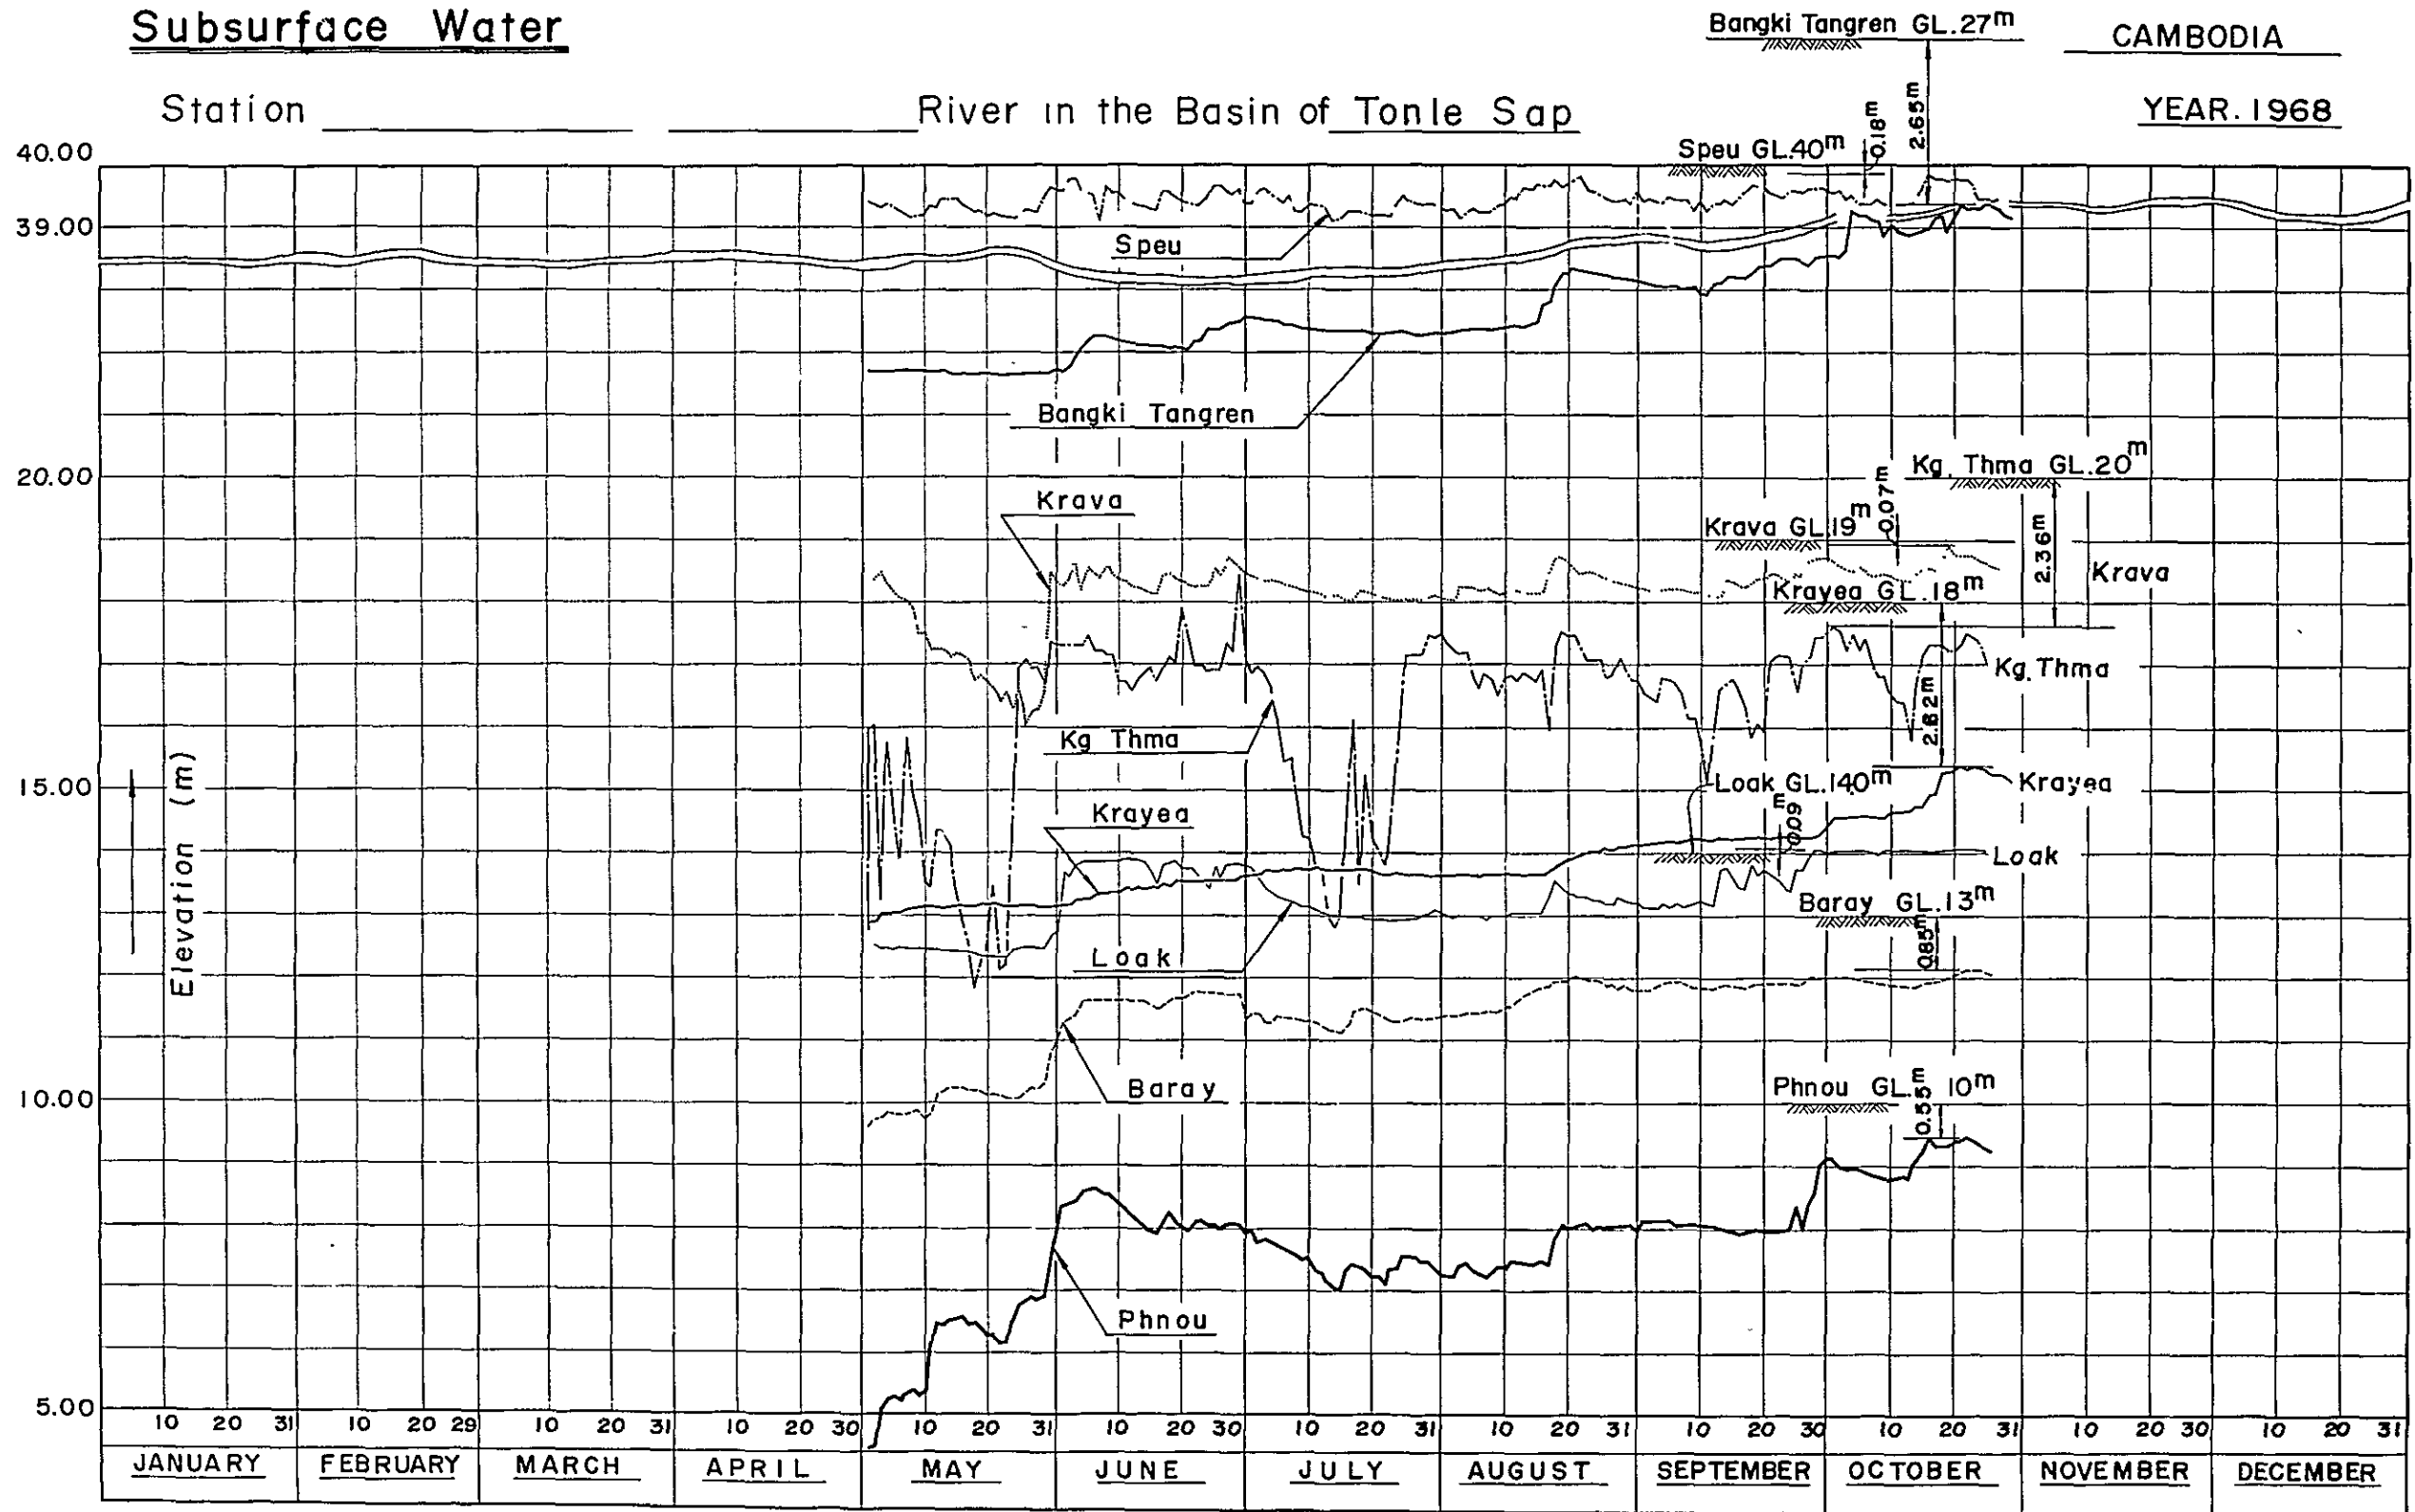 Subsurface Water
Bangki Tangren GL.27m
CAMBODIA
Station
River in the Basin of Tonle Sap
YEAR. 1968
2.65m
0.18m
Speu GL.40m
40.00
39.00
Speu
Bangki Tangren
20.00
Kg. Thma GL.20m
Krava
Krava GL.19m
0.07m
2.36m
Krava
Krayea GL.18m
Kg. Thma
Kg Thma
2.62m
15.00
Loak GL.140m
Krayea
Krayea
0.09m
Loak
Elevation (m)
Baray GL.13m
0.85m
Loak
10.00
Baray
Phnou GL. 10m
0.55m
Phnou
5.00
10 20 31 10 20 29 10 20 31 10 20 30 10 20 31 10 20 30 10 20 31 10 20 31 10 20 30 10 20 31 10 20 30 10 20 31
JANUARY FEBRUARY MARCH APRIL MAY JUNE JULY AUGUST SEPTEMBER OCTOBER NOVEMBER DECEMBER